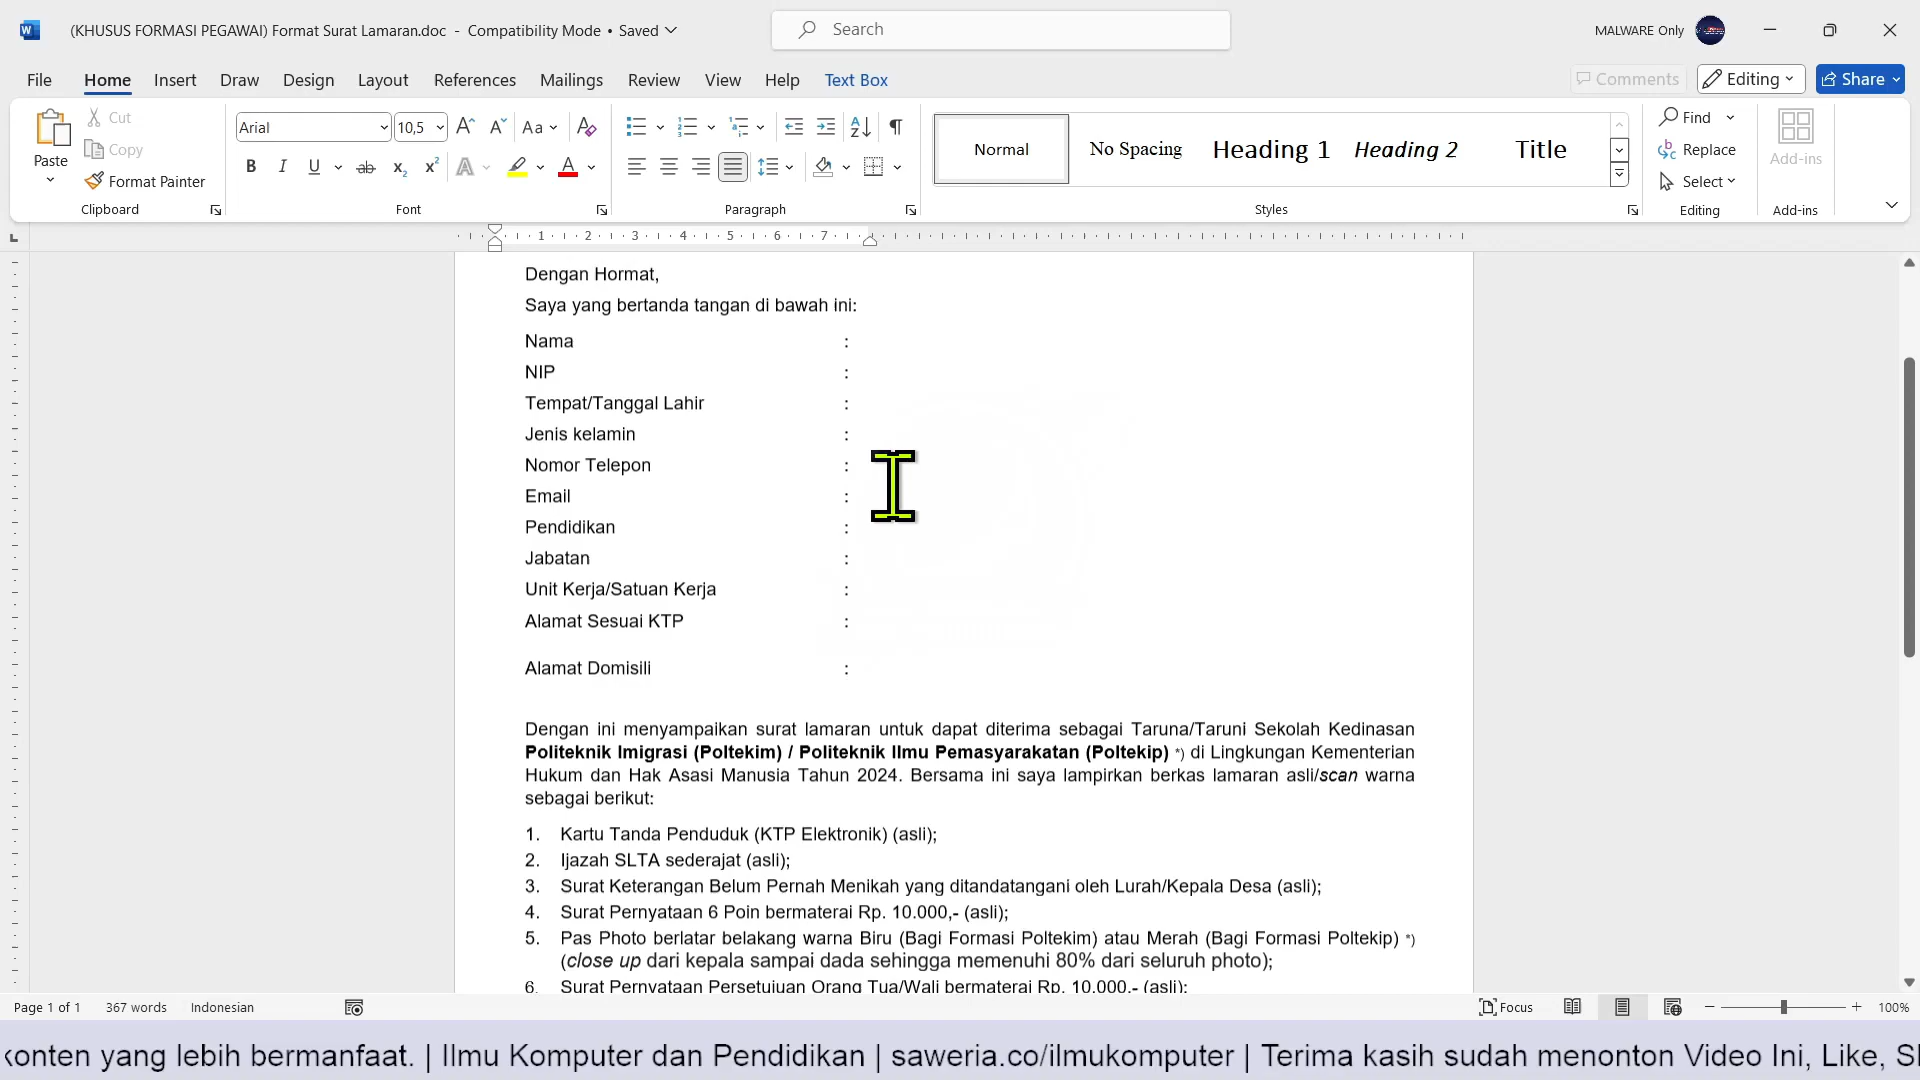 (KHUSUS FORMASI PEGAWAI) Format Surat Lamaran.doc - Compatibility Mode • Saved
Search
MALWARE Only
File Home Insert Draw Design Layout References Mailings Review View Help Text Box
Comments Editing Share
Paste
Cut
Copy
Format Painter
Clipboard
Arial 10,5
Font
Paragraph
Normal No Spacing Heading 1 Heading 2 Title
Styles
Find
Replace
Select
Editing
Add-ins
Add-ins
1 2 3 4 5 6 7
Dengan Hormat,
Saya yang bertanda tangan di bawah ini:
Nama :
NIP :
Tempat/Tanggal Lahir :
Jenis kelamin :
Nomor Telepon :
Email :
Pendidikan :
Jabatan :
Unit Kerja/Satuan Kerja :
Alamat Sesuai KTP :
Alamat Domisili :
Dengan ini menyampaikan surat lamaran untuk dapat diterima sebagai Taruna/Taruni Sekolah Kedinasan
Politeknik Imigrasi (Poltekim) / Politeknik Ilmu Pemasyarakatan (Poltekip) *) di Lingkungan Kementerian
Hukum dan Hak Asasi Manusia Tahun 2024. Bersama ini saya lampirkan berkas lamaran asli/scan warna
sebagai berikut:
1. Kartu Tanda Penduduk (KTP Elektronik) (asli);
2. Ijazah SLTA sederajat (asli);
3. Surat Keterangan Belum Pernah Menikah yang ditandatangani oleh Lurah/Kepala Desa (asli);
4. Surat Pernyataan 6 Poin bermaterai Rp. 10.000,- (asli);
5. Pas Photo berlatar belakang warna Biru (Bagi Formasi Poltekim) atau Merah (Bagi Formasi Poltekip) *)
(close up dari kepala sampai dada sehingga memenuhi 80% dari seluruh photo);
6. Surat Pernyataan Persetujuan Orang Tua/Wali bermaterai Rp. 10.000,- (asli);
Page 1 of 1 367 words Indonesian
Focus
100%
konten yang lebih bermanfaat. | Ilmu Komputer dan Pendidikan | saweria.co/ilmukomputer | Terima kasih sudah menonton Video Ini, Like,